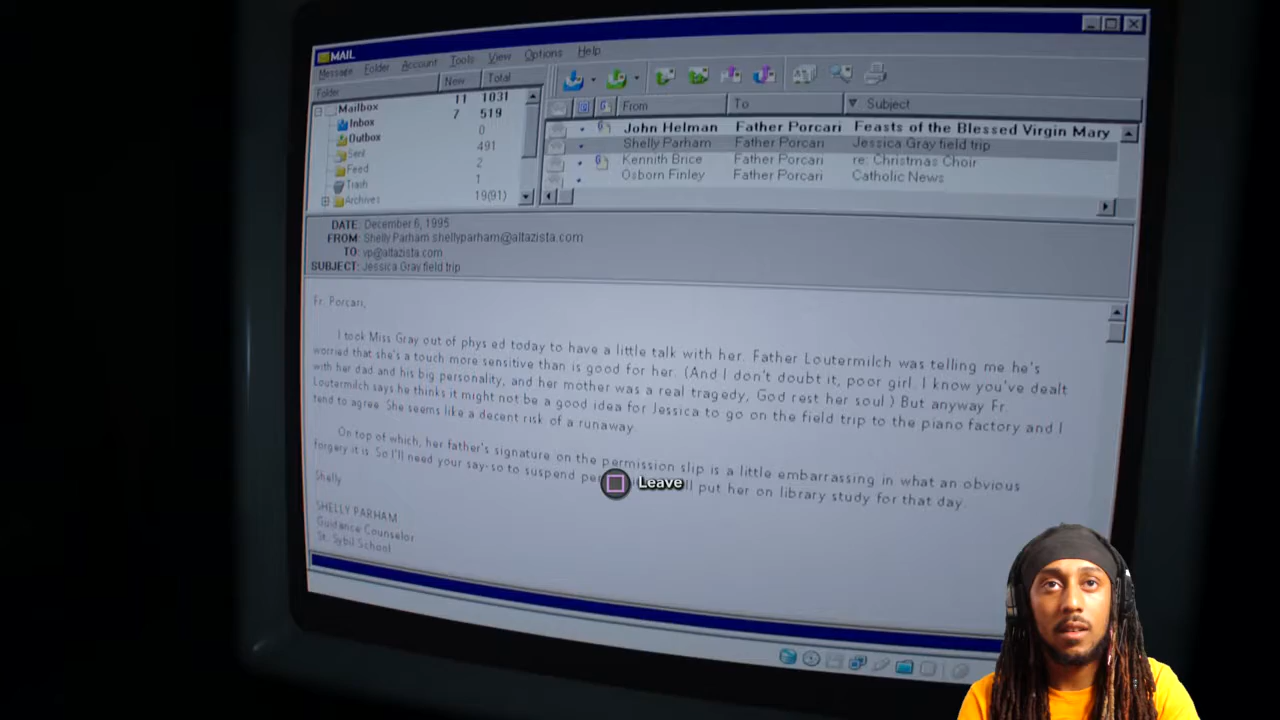 MAIL
Message Folder Account Tools View Options Help
Folder New Total
Mailbox 11 1031
Inbox 7 519
Outbox 0
Sent 491
Feed 2
Trash 1
Archives 19(91)
From To Subject
John Helman Father Porcari Feasts of the Blessed Virgin Mary
Shelly Parham Father Porcari Jessica Gray field trip
Kennith Brice Father Porcari re: Christmas Choir
Osborn Finley Father Porcari Catholic News
DATE: December 6, 1995
FROM: Shelly Parham shellyparham@altazista.com
TO: vp@altazista.com
SUBJECT: Jessica Gray field trip
Fr. Porcari,
I took Miss Gray out of phys ed today to have a little talk with her. Father Loutermilch was telling me he's
worried that she's a touch more sensitive than is good for her. (And I don't doubt it, poor girl. I know you've dealt
with her dad and his big personality, and her mother was a real tragedy, God rest her soul.) But anyway Fr.
Loutermilch says he thinks it might not be a good idea for Jessica to go on the field trip to the piano factory and I
tend to agree. She seems like a decent risk of a runaway.
On top of which, her father's signature on the permission slip is a little embarrassing in what an obvious
forgery it is. So I'll need your say-so to suspend put her on library study for that day.
Leave
Shelly
SHELLY PARHAM
Guidance Counselor
St. Sybil School